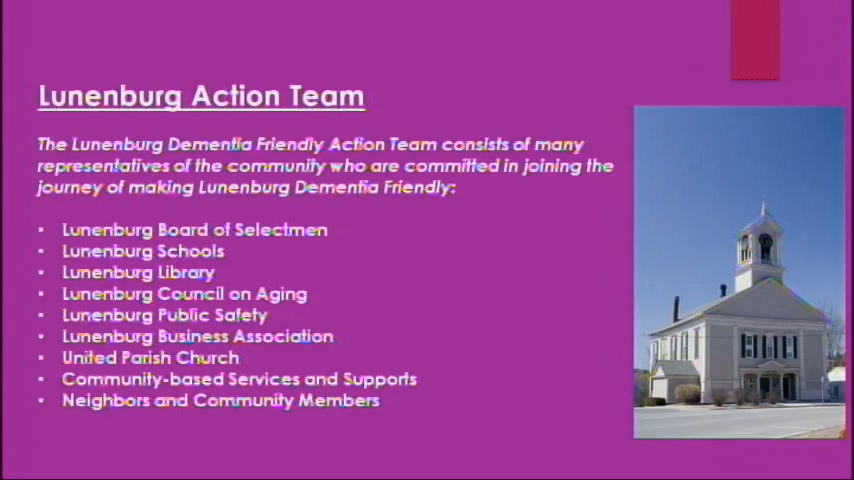 Lunenburg Action Team
The Lunenburg Dementia Friendly Action Team consists of many
representatives of the community who are committed in joining the
journey of making Lunenburg Dementia Friendly:
• Lunenburg Board of Selectmen
• Lunenburg Schools
• Lunenburg Library
• Lunenburg Council on Aging
• Lunenburg Public Safety
• Lunenburg Business Association
• United Parish Church
• Community-based Services and Supports
• Neighbors and Community Members